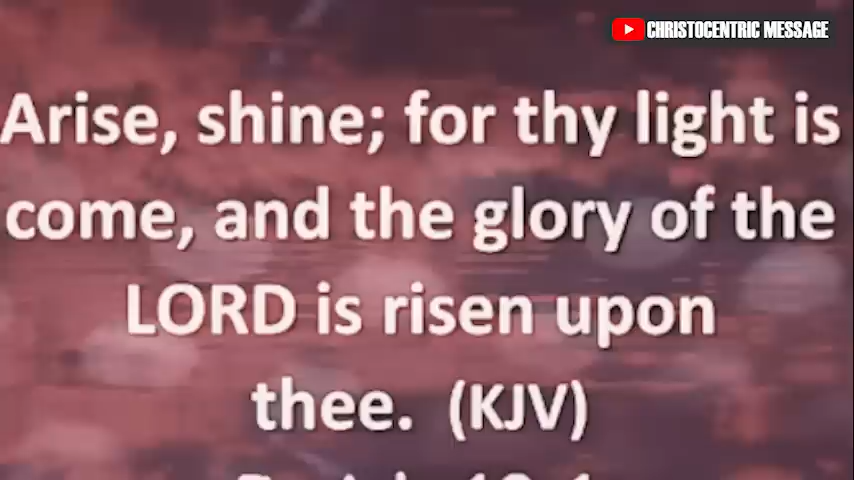 CHRISTOCENTRIC MESSAGE
Arise, shine; for thy light is
come, and the glory of the
LORD is risen upon
thee. (KJV)